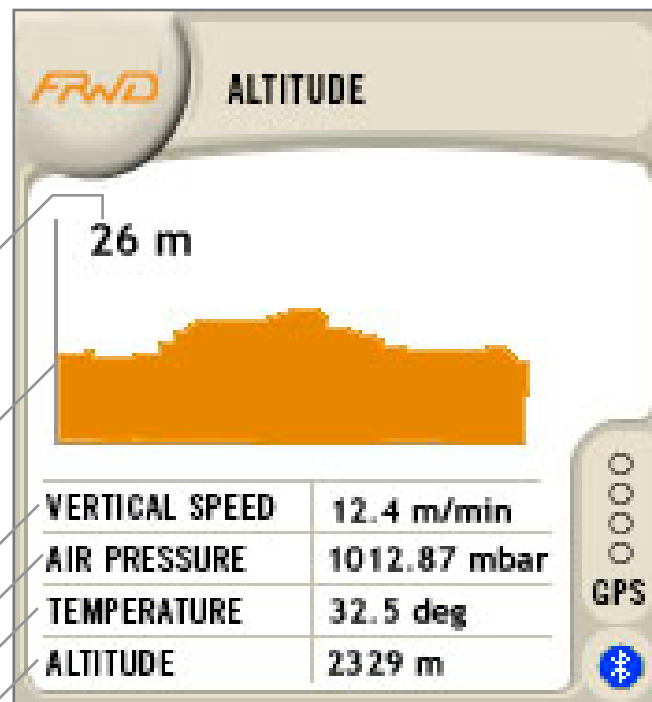 FRWD ALTITUDE
26 m
VERTICAL SPEED 12.4 m/min
AIR PRESSURE 1012.87 mbar
TEMPERATURE 32.5 deg
ALTITUDE 2329 m
GPS